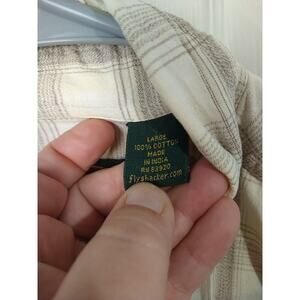 LARGE
100% COTTON
MADE
IN INDIA
RN 83920
flyshacker.com